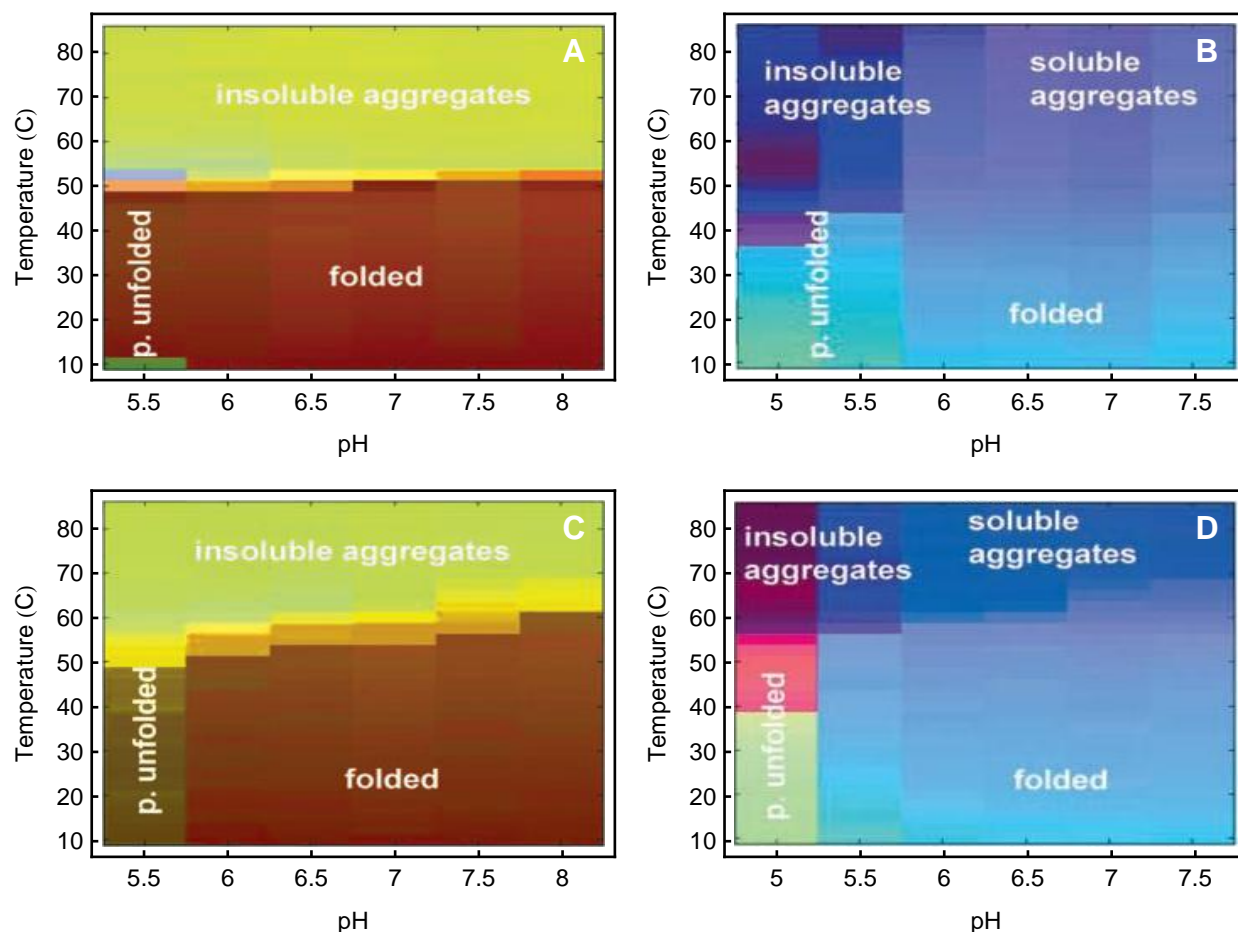 A
80
70
60
50
40
30
20
10
Temperature (C)
insoluble aggregates
p. unfolded
folded
5.5 6 6.5 7 7.5 8
pH
B
80
70
60
50
40
30
20
10
Temperature (C)
insoluble
aggregates
soluble
aggregates
p. unfolded
folded
5 5.5 6 6.5 7 7.5
pH
C
80
70
60
50
40
30
20
10
Temperature (C)
insoluble aggregates
p. unfolded
folded
5.5 6 6.5 7 7.5 8
pH
D
80
70
60
50
40
30
20
10
Temperature (C)
insoluble
aggregates
soluble
aggregates
p. unfolded
folded
5 5.5 6 6.5 7 7.5
pH